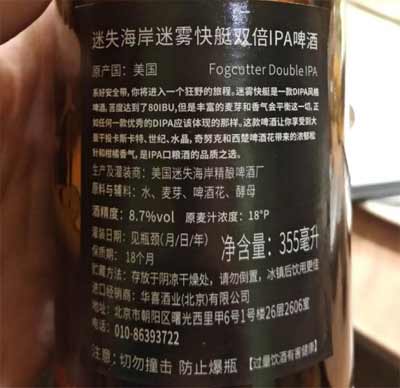 迷失海岸迷雾快艇双倍IPA啤酒
原产国：美国 Fogcutter Double IPA
系好安全带，你将进入一个狂野的旅程。迷雾快艇是一款DIPA风格
啤酒，苦度达到了80IBU，但是丰富的麦芽和香气会平衡这一切，正
如任何一款优秀的DIPA应该体现的那样。这款啤酒让你享受到大
量干投卡斯卡特、世纪、水晶，奇努克和西楚啤酒花带来的浓郁松
针和柑橘香气，是IPA口粮酒的品质之选。
生产及灌装商：美国迷失海岸精酿啤酒厂
原料与辅料：水、麦芽、啤酒花、酵母
酒精度：8.7%vol 原麦汁浓度：18°P
灌装日期：见瓶颈(月/日/年) 净含量：355毫升
保质期：18个月
贮藏方法：存放于阴凉干燥处，请勿倒置，冰镇后饮用更佳
进口经销商：华喜酒业(北京)有限公司
地址：北京市朝阳区曙光西里甲6号1号楼26层2606室
电话：010-86393722
注意：切勿撞击 防止爆瓶 【过量饮酒有害健康】